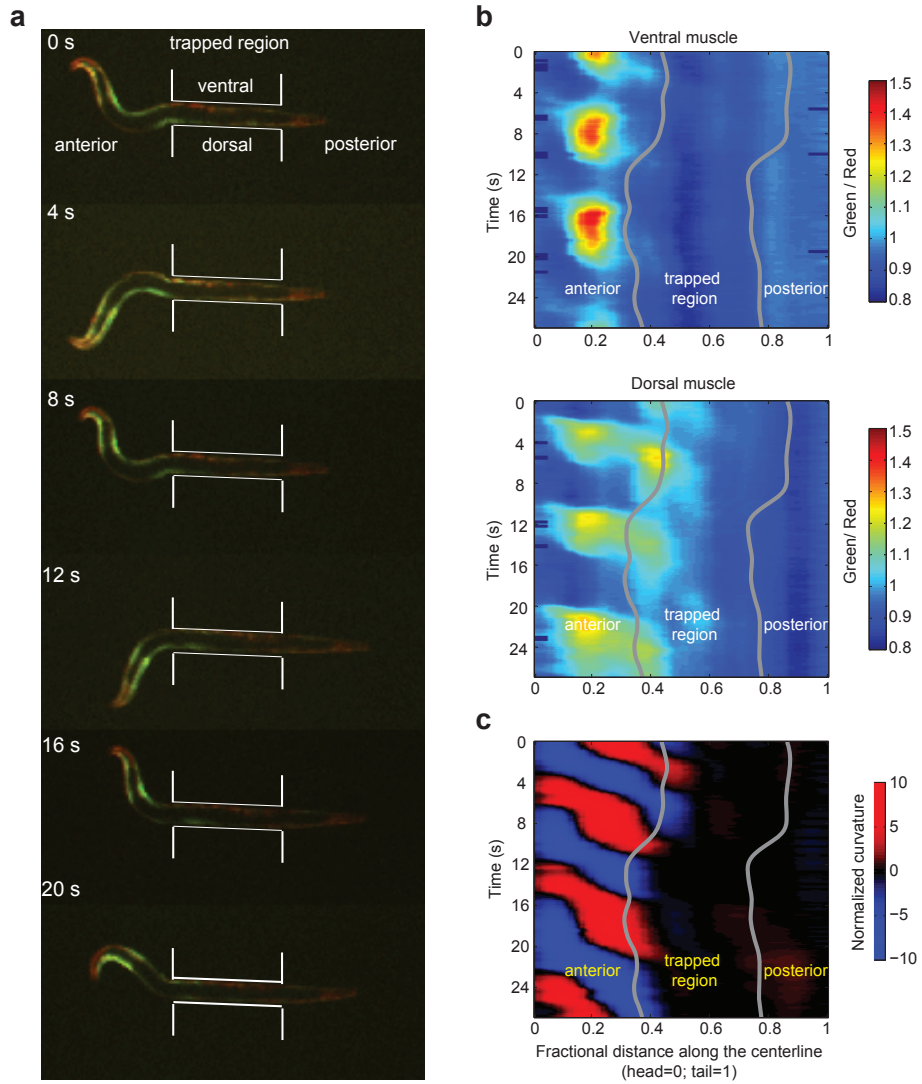 a
0 s
trapped region
ventral
anterior
dorsal
posterior
4 s
8 s
12 s
16 s
20 s
b
Ventral muscle
0
4
8
12
16
20
24
Time (s)
anterior
trapped
region
posterior
0 0.2 0.4 0.6 0.8 1
1.5
1.4
1.3
1.2
1.1
1
0.9
0.8
Green / Red
Dorsal muscle
0
4
8
12
16
20
24
Time (s)
anterior
trapped
region
posterior
0 0.2 0.4 0.6 0.8 1
1.5
1.4
1.3
1.2
1.1
1
0.9
0.8
Green/ Red
c
0
4
8
12
16
20
24
Time (s)
anterior
trapped
region
posterior
0 0.2 0.4 0.6 0.8 1
Fractional distance along the centerline
(head=0; tail=1)
10
5
0
−5
−10
Normalized curvature